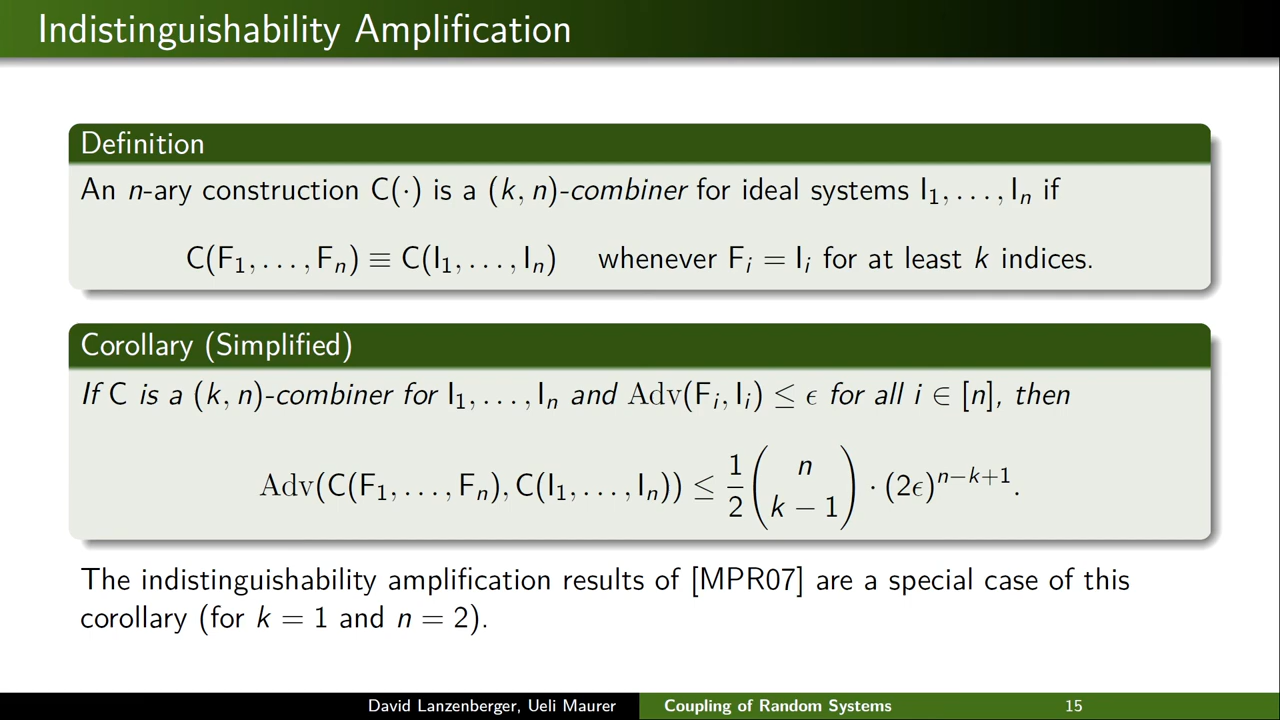 Indistinguishability Amplification
Definition
An n-ary construction C(·) is a (k, n)-combiner for ideal systems I₁, . . . , Iₙ if
C(F₁, . . . , Fₙ) ≡ C(I₁, . . . , Iₙ) whenever Fᵢ = Iᵢ for at least k indices.
Corollary (Simplified)
If C is a (k, n)-combiner for I₁, . . . , Iₙ and Adv(Fᵢ, Iᵢ) ≤ ϵ for all i ∈ [n], then
Adv(C(F₁, . . . , Fₙ), C(I₁, . . . , Iₙ)) ≤ 1/2 (n k − 1) · (2ϵ)ⁿ⁻ᵏ⁺¹.
The indistinguishability amplification results of [MPR07] are a special case of this
corollary (for k = 1 and n = 2).
David Lanzenberger, Ueli Maurer Coupling of Random Systems 15